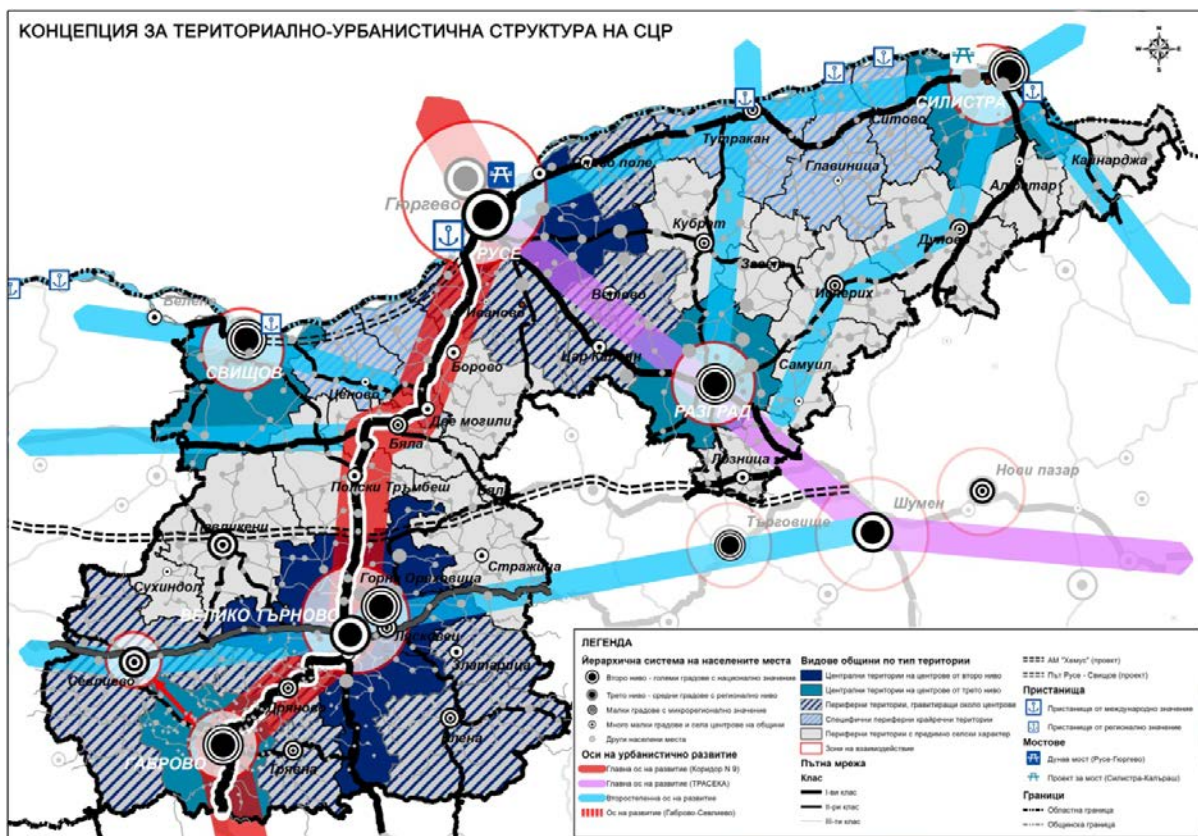 КОНЦЕПЦИЯ ЗА ТЕРИТОРИАЛНО-УРБАНИСТИЧНА СТРУКТУРА НА СЦР
N
W
E
S
СИЛИСТРА
Ситово
Тутракан
Кайнарджа
Главиница
Алфатар
поле
Гюргево
Кубрат
Дулово
РУСЕ
Завет
Исперих
Белене
Ветово
Иваново
Цар Калоян
Самуил
СВИЩОВ
Борово
Ценово
РАЗГРАД
Две могили
Бяла
Лозница
Нови пазар
Полски Тръмбеш
Шумен
Търговище
Павликени
Стражица
Сухиндол
Горна Оряховица
ВЕЛИКО ТЪРНОВО
Лясковец
Златарица
Севлиево
Дряново
Елена
ГАБРОВО
Трявна
ЛЕГЕНДА
Йерархична система на населените места
Второ ниво - големи градове с национално значение
Трето ниво - средни градове с регионално ниво
Малки градове с микрорегионално значение
Много малки градове и села центрове на общини
Други населени места
Оси на урбанистично развитие
Главна ос на развитие (Коридор N 9)
Главна ос на развитие (ТРАСЕКА)
Второстепенна ос на развитие
Ос на развитие (Габрово-Севлиево)
Видове общини по тип територии
Централни територии на центрове от второ ниво
Централни територии на центрове от трето ниво
Периферни територии, гравитиращи около центрове
Специфични периферни крайречни територии
Периферни територии с предимно селски характер
Зони на взаимодействие
Пътна мрежа
Клас
I-ви клас
II-ри клас
III-ти клас
АМ "Хемус" (проект)
Път Русе - Свищов (проект)
Пристанища
Пристанища от международно значение
Пристанища от регионално значение
Мостове
Дунав мост (Русе-Гюргево)
Проект за мост (Силистра-Калъраш)
Граници
Областна граница
Общинска граница